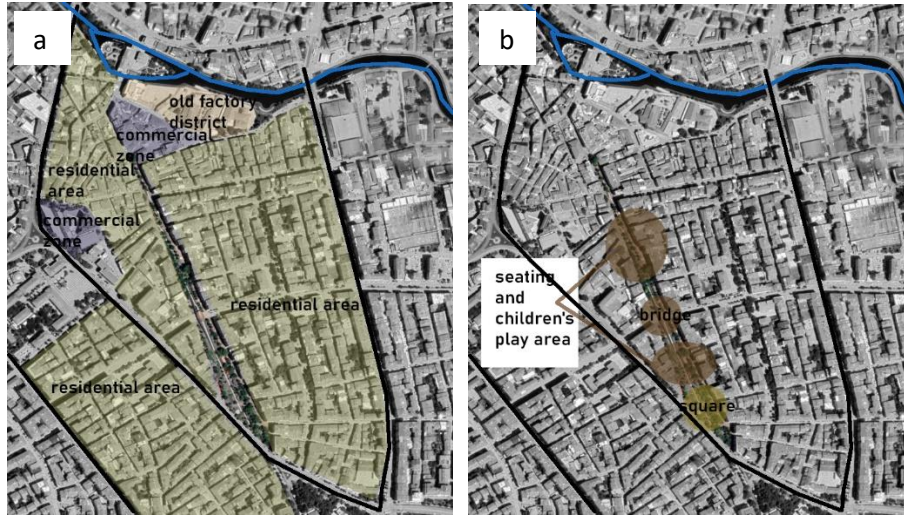 a
old factory
district
commercial
zone
residential
area
commercial
zone
residential area
residential area
b
seating
and
children's
play area
bridge
square